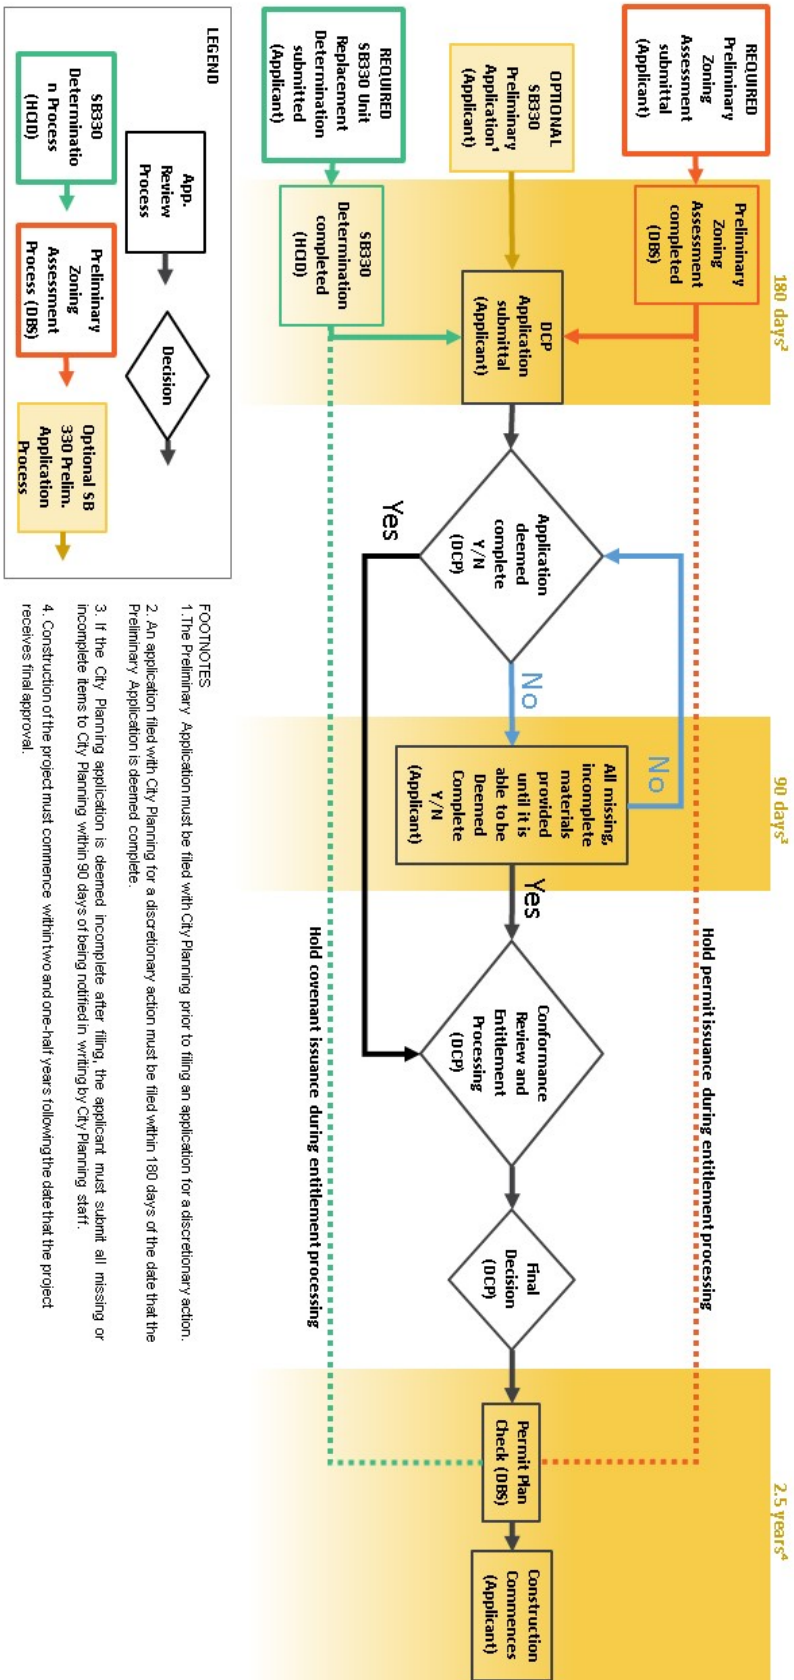 180 days²
90 days³
2.5 years⁴
REQUIRED
Preliminary
Zoning
Assessment
submittal
(Applicant)
Preliminary
Zoning
Assessment
completed
(DBS)
Hold permit issuance during entitlement processing
OPTIONAL
SB330
Preliminary
Application¹
(Applicant)
DCP
Application
submittal
(Applicant)
Application
deemed
complete
Y/N
(DCP)
No
No
All missing,
incomplete
materials
provided
until it is
able to be
Deemed
Complete
Y/N
(Applicant)
Yes
Yes
Conformance
Review and
Entitlement
Processing
(DCP)
Final
Decision
(DCP)
Permit Plan
Check (DBS)
Construction
Commences
(Applicant)
REQUIRED
SB330 Unit
Replacement
Determination
submitted
(Applicant)
SB330
Determination
completed
(HCID)
Hold covenant issuance during entitlement processing
LEGEND
App.
Review
Process
Decision
SB330
Determinatio
n Process
(HCID)
Preliminary
Zoning
Assessment
Process (DBS)
Optional SB
330 Prelim.
Application
Process
FOOTNOTES
1. The Preliminary Application must be filed with City Planning prior to filing an application for a discretionary action.
2. An application filed with City Planning for a discretionary action must be filed within 180 days of the date that the
Preliminary Application is deemed complete.
3. If the City Planning application is deemed incomplete after filing, the applicant must submit all missing or
incomplete items to City Planning within 90 days of being notified in writing by City Planning staff.
4. Construction of the project must commence within two and one-half years following the date that the project
receives final approval.